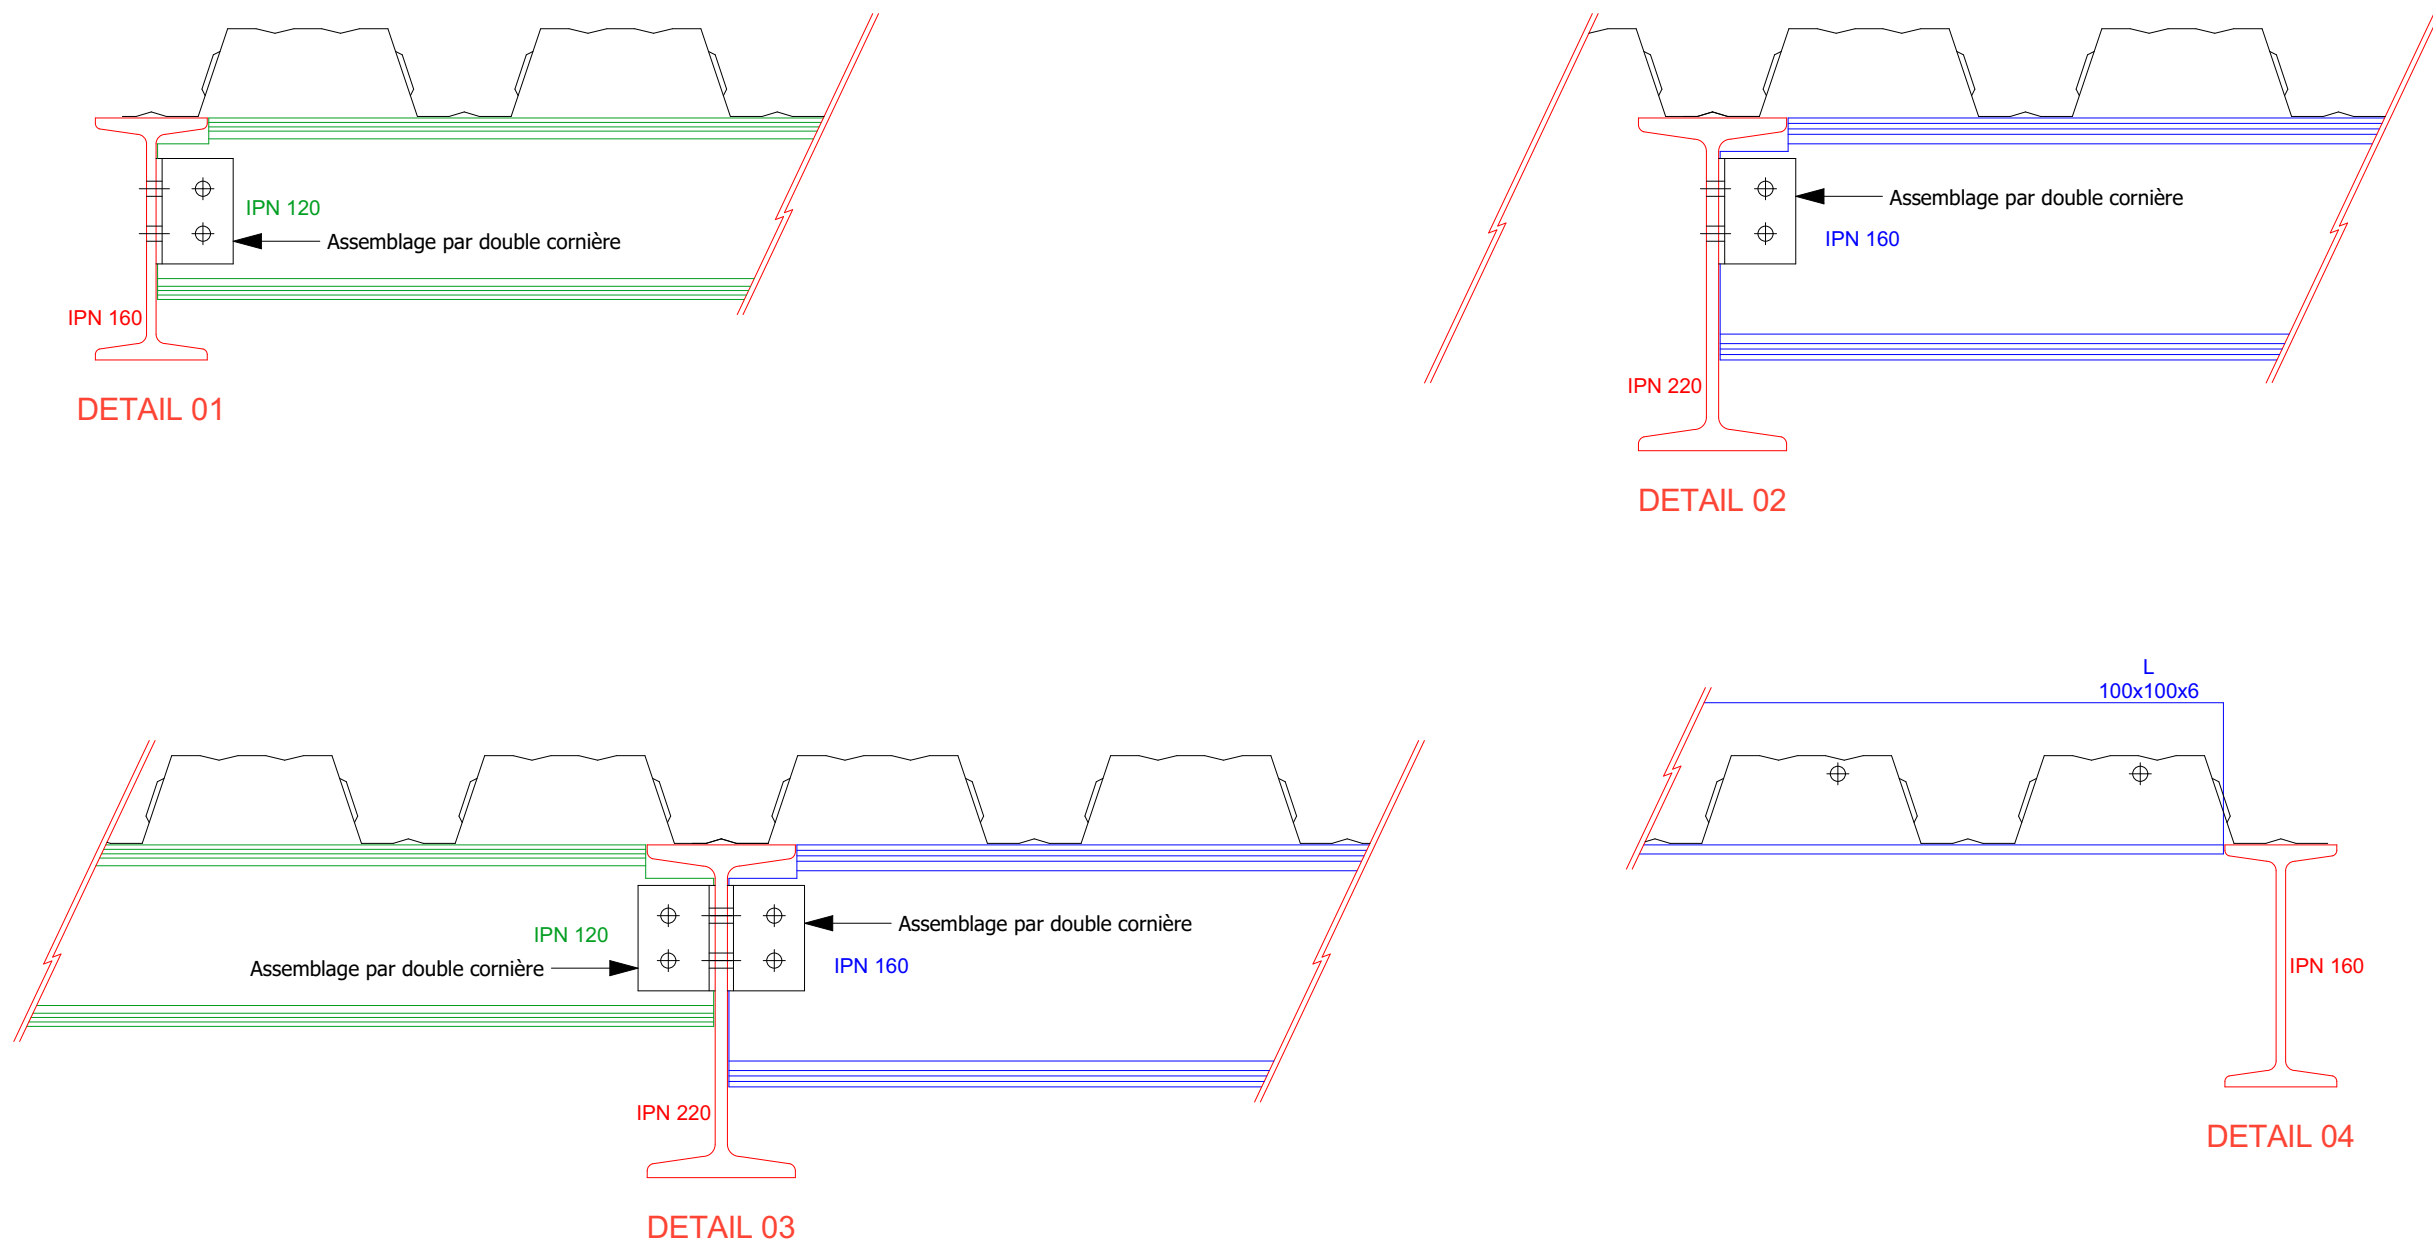 IPN 120
Assemblage par double cornière
IPN 160
DETAIL 01
Assemblage par double cornière
IPN 160
IPN 220
DETAIL 02
IPN 120
Assemblage par double cornière
Assemblage par double cornière
IPN 160
IPN 220
DETAIL 03
L
100x100x6
IPN 160
DETAIL 04